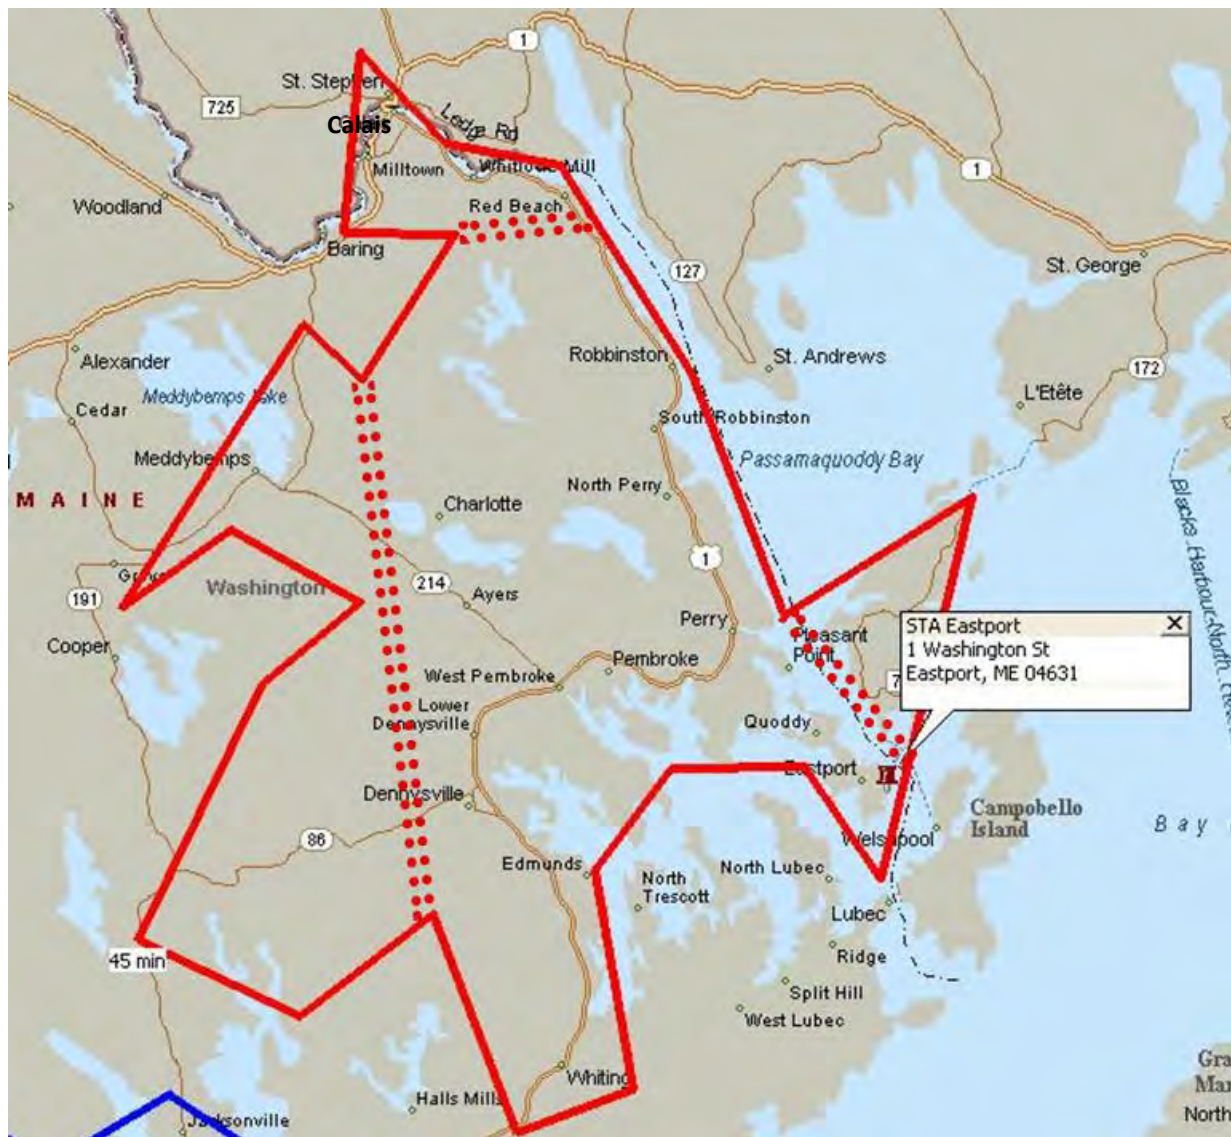 1
St. Stephen
725
Calais
Ledge Rd
Milltown
Whitlocks Mill
1
Woodland
Red Beach
Baring
St. George
127
Alexander
Robbinston
St. Andrews
172
Meddybemps Lake
L'Etête
Cedar
South Robbinston
Meddybemps
Passamaquoddy Bay
MAINE
North Perry
Charlotte
1
Washington
214
191
Ayers
Perry
Cooper
Pleasant
Point
Pembroke
West Pembroke
STA Eastport
1 Washington St
Eastport, ME 04631
Lower
Dennysville
Quoddy
Eastport
Dennysville
Campobello
Island
Bay
86
Welshpool
Edmunds
North
Trescott
North Lubec
Lubec
45 min
Ridge
Split Hill
West Lubec
Whiting
Halls Mills
Jacksonville
North